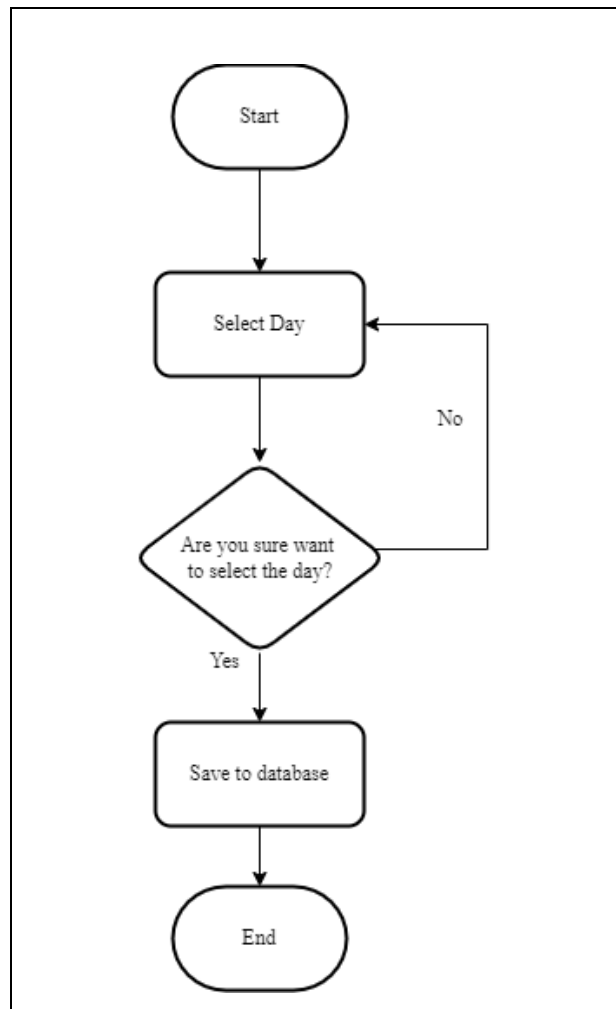 Start
Select Day
No
Are you sure want
to select the day?
Yes
Save to database
End